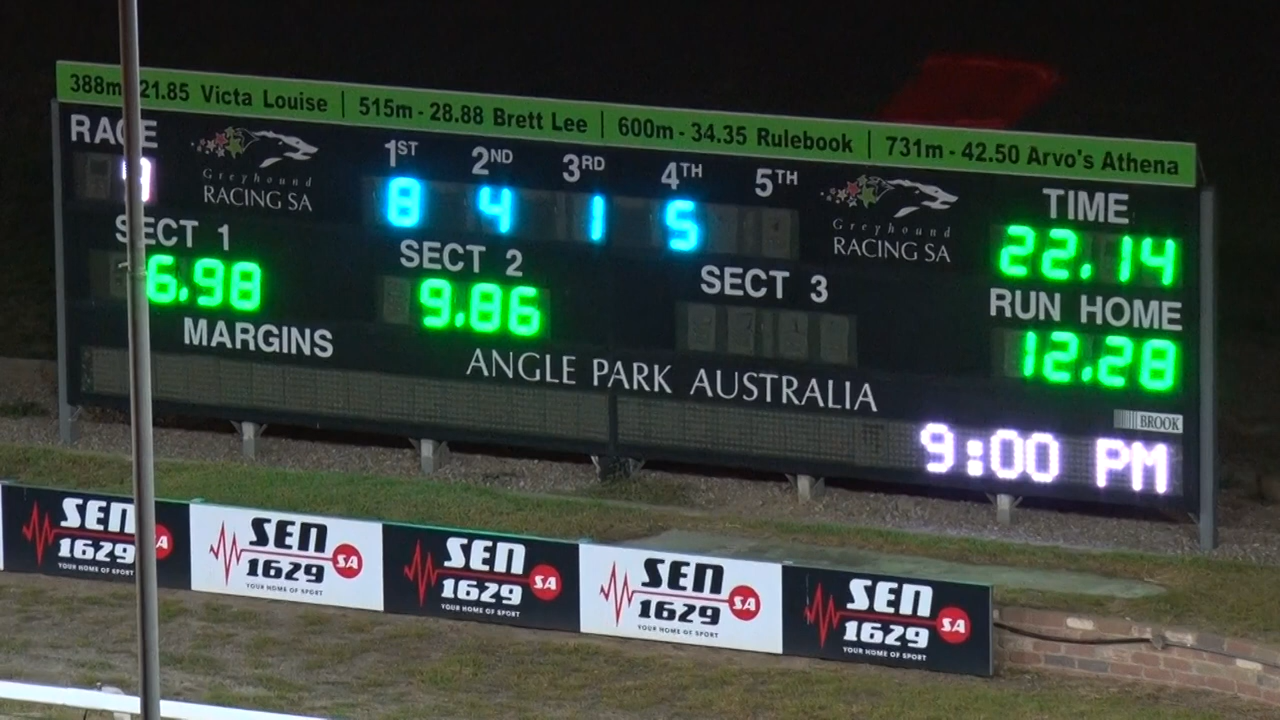 388m 21.85 Victa Louise | 515m - 28.88 Brett Lee | 600m - 34.35 Rulebook | 731m - 42.50 Arvo's Athena
RACE
Greyhound
RACING SA
1ST 2ND 3RD 4TH 5TH
8 4 1 5
Greyhound
RACING SA
TIME
22.14
SECT 1
6.98
SECT 2
9.86
SECT 3
RUN HOME
12.28
MARGINS
ANGLE PARK AUSTRALIA
BROOK
9:00 PM
SEN
1629 SA
YOUR HOME OF SPORT
SEN
1629 SA
YOUR HOME OF SPORT
SEN
1629 SA
YOUR HOME OF SPORT
SEN
1629 SA
YOUR HOME OF SPORT
SEN
1629 SA
YOUR HOME OF SPORT